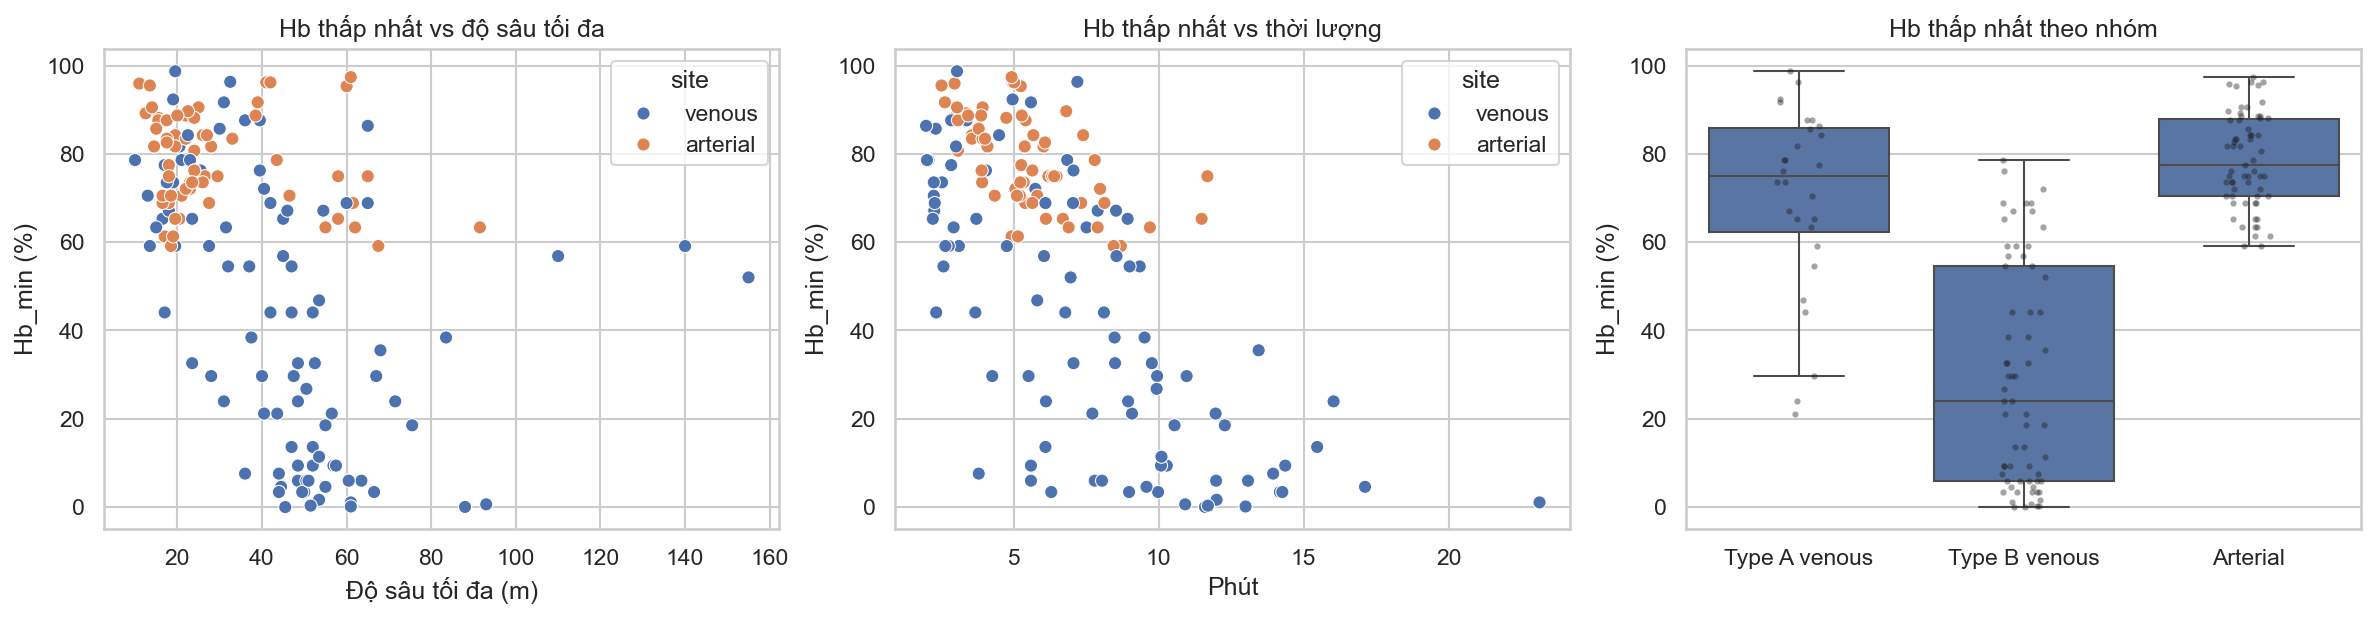 Hb thấp nhất vs độ sâu tối đa
Hb_min (%)
100
80
60
40
20
0
site
venous
arterial
20 40 60 80 100 120 140 160
Độ sâu tối đa (m)
Hb thấp nhất vs thời lượng
Hb_min (%)
100
80
60
40
20
0
site
venous
arterial
5 10 15 20
Phút
Hb thấp nhất theo nhóm
Hb_min (%)
100
80
60
40
20
0
Type A venous Type B venous Arterial